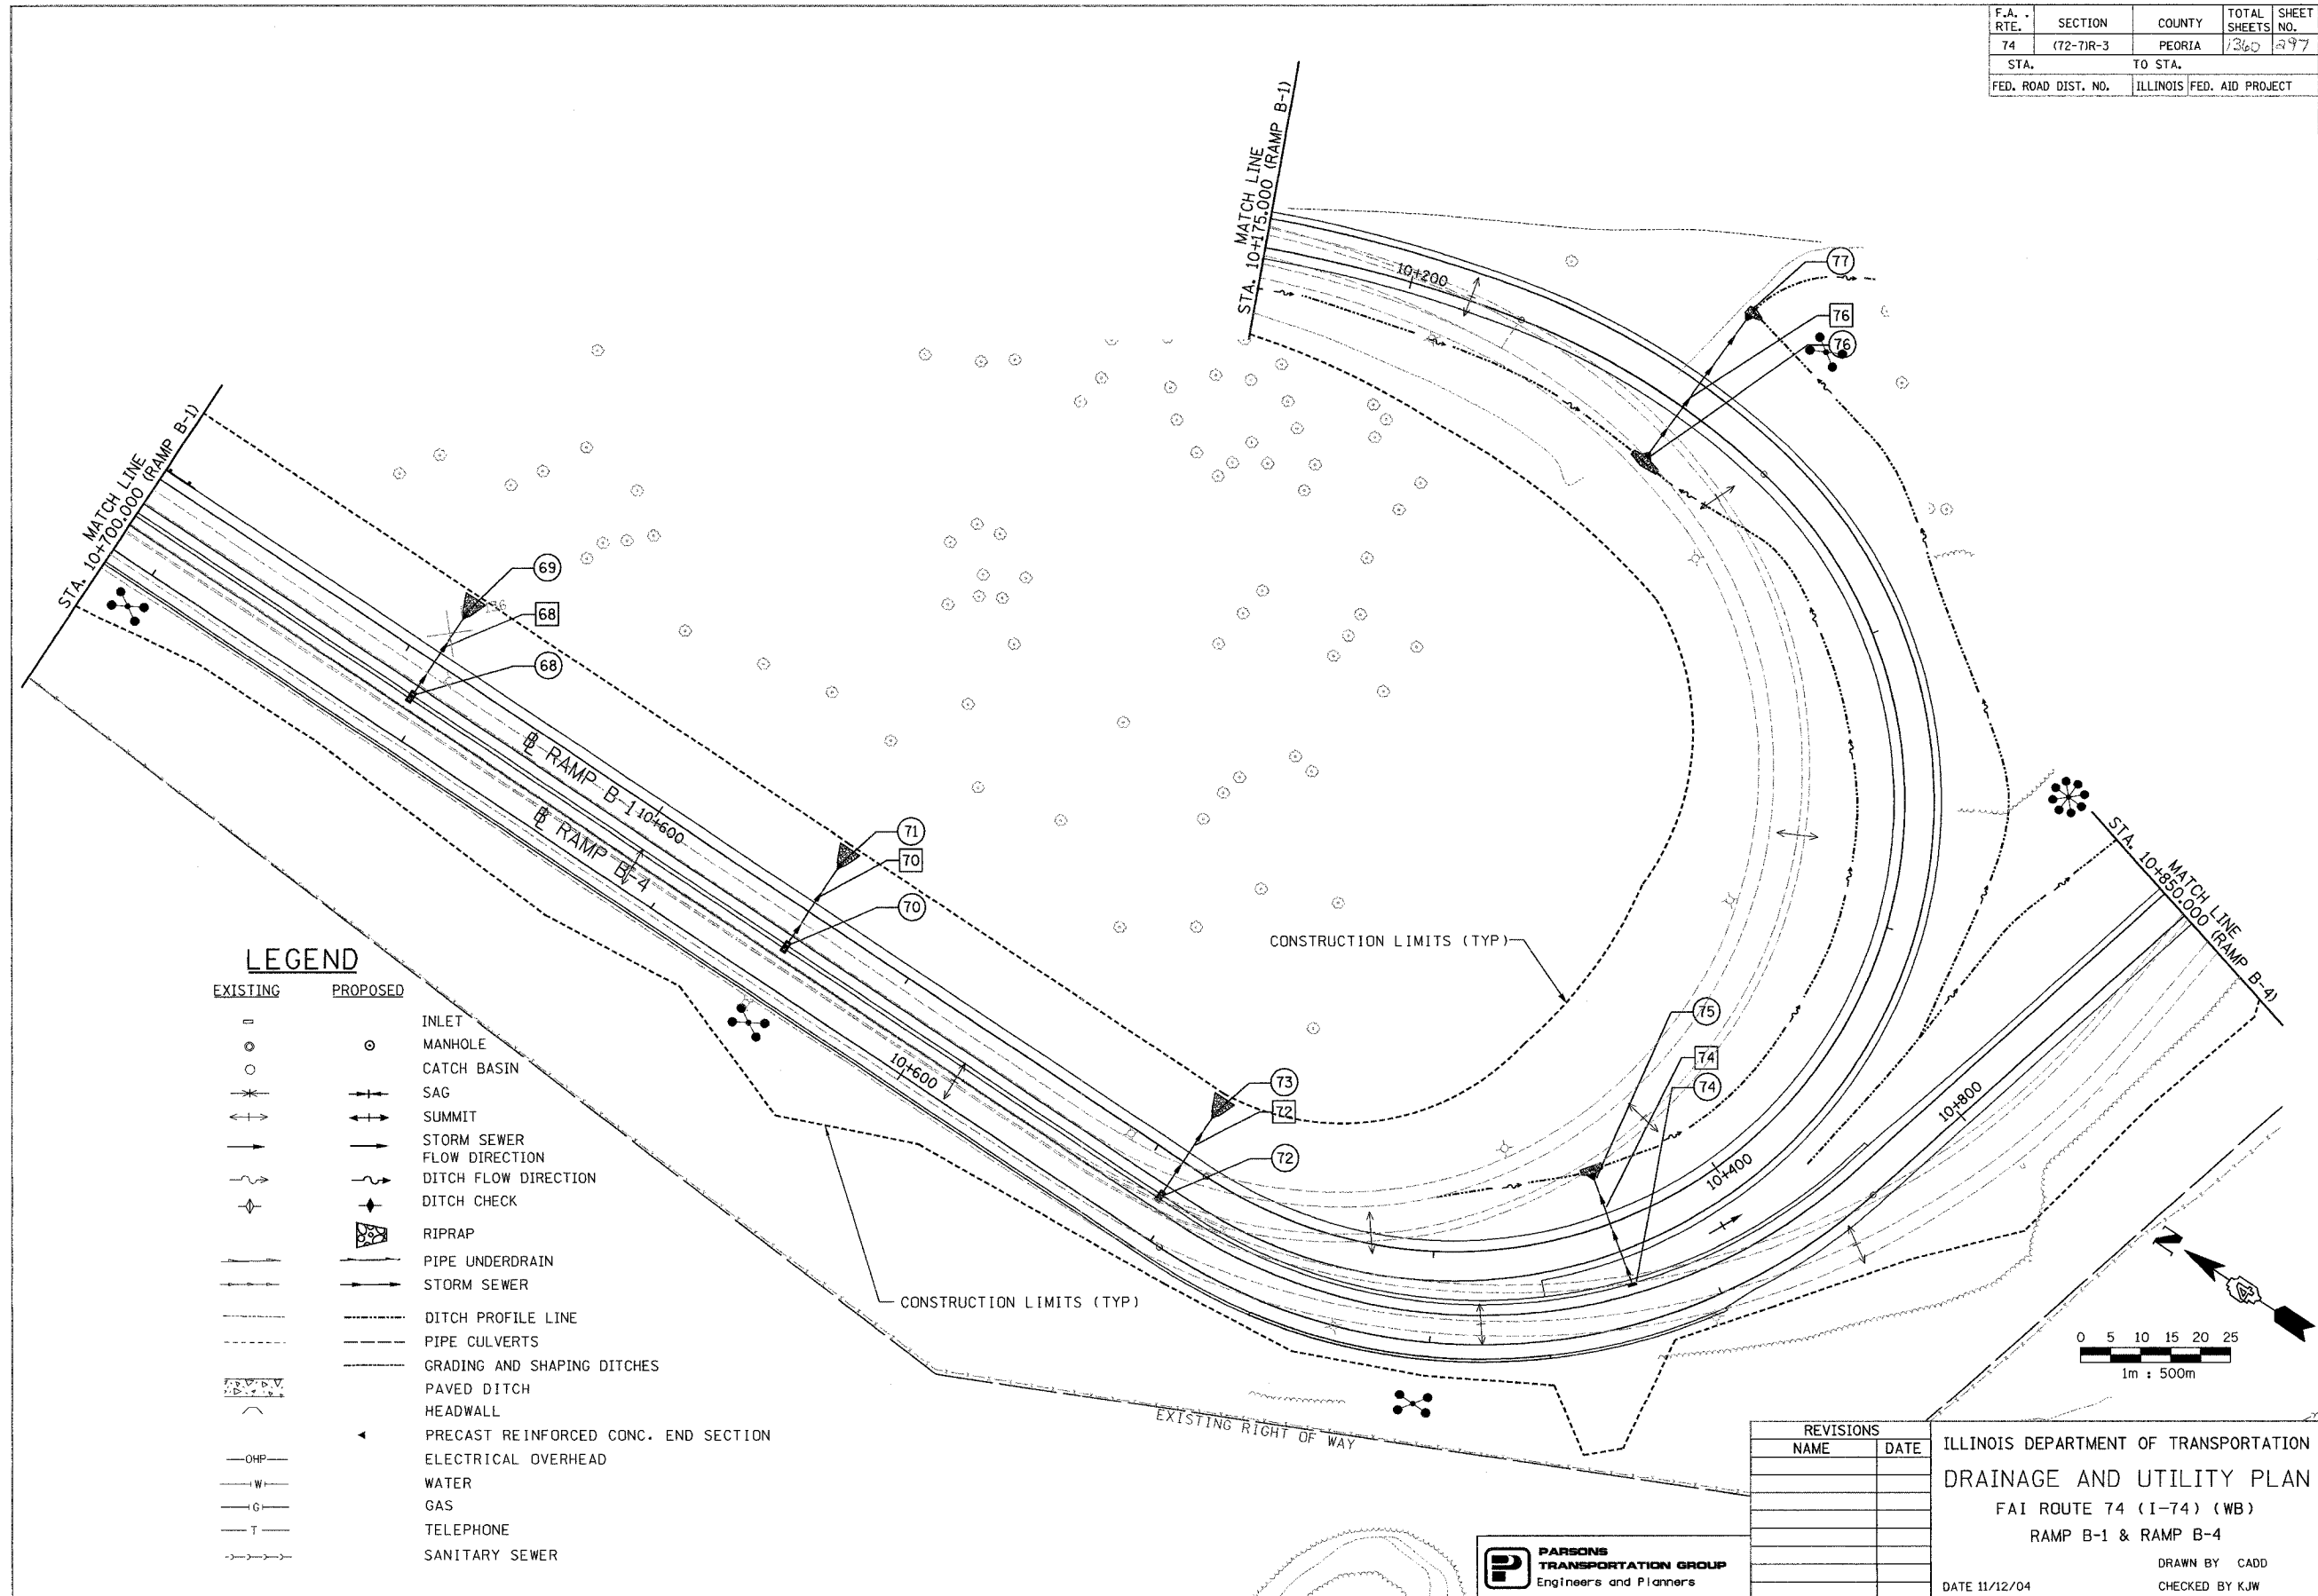 F.A. RTE. SECTION COUNTY TOTAL SHEETS SHEET NO.
74 (72-7)R-3 PEORIA 1360 297
STA. TO STA.
FED. ROAD DIST. NO. ILLINOIS FED. AID PROJECT
MATCH LINE
STA. 10+175.000 (RAMP B-1)
10+200
77
76
76
MATCH LINE
STA. 10+700.000 (RAMP B-1)
69
136
68
68
℄ RAMP B-1
10+600
℄ RAMP B-4
71
70
70
CONSTRUCTION LIMITS (TYP)
MATCH LINE
STA. 10+850.000 (RAMP B-4)
75
74
74
10+600
73
72
72
10+800
10+400
CONSTRUCTION LIMITS (TYP)
EXISTING RIGHT OF WAY
LEGEND
EXISTING PROPOSED
INLET
MANHOLE
CATCH BASIN
SAG
SUMMIT
STORM SEWER
FLOW DIRECTION
DITCH FLOW DIRECTION
DITCH CHECK
RIPRAP
PIPE UNDERDRAIN
STORM SEWER
DITCH PROFILE LINE
PIPE CULVERTS
GRADING AND SHAPING DITCHES
PAVED DITCH
HEADWALL
PRECAST REINFORCED CONC. END SECTION
OHP ELECTRICAL OVERHEAD
W WATER
G GAS
T TELEPHONE
SANITARY SEWER
N
4
0 5 10 15 20 25
1m : 500m
REVISIONS
NAME DATE
ILLINOIS DEPARTMENT OF TRANSPORTATION
DRAINAGE AND UTILITY PLAN
FAI ROUTE 74 (I-74) (WB)
RAMP B-1 & RAMP B-4
DRAWN BY CADD
DATE 11/12/04 CHECKED BY KJW
PARSONS
TRANSPORTATION GROUP
Engineers and Planners